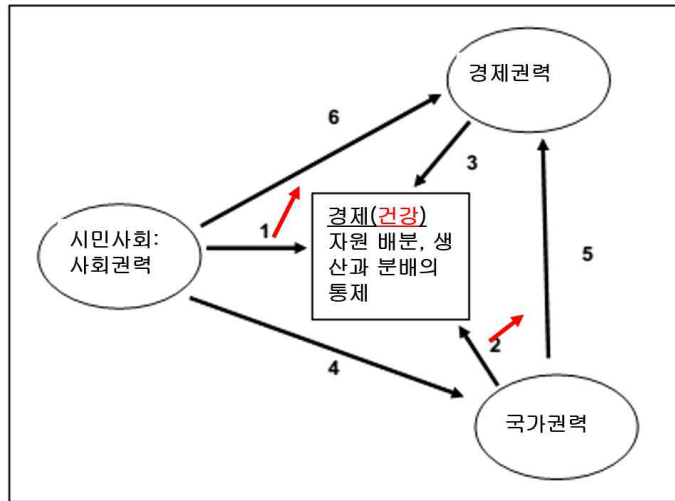 경제권력
6
3
시민사회:
사회권력
1
경제(건강)
자원 배분, 생
산과 분배의
통제
5
2
4
국가권력